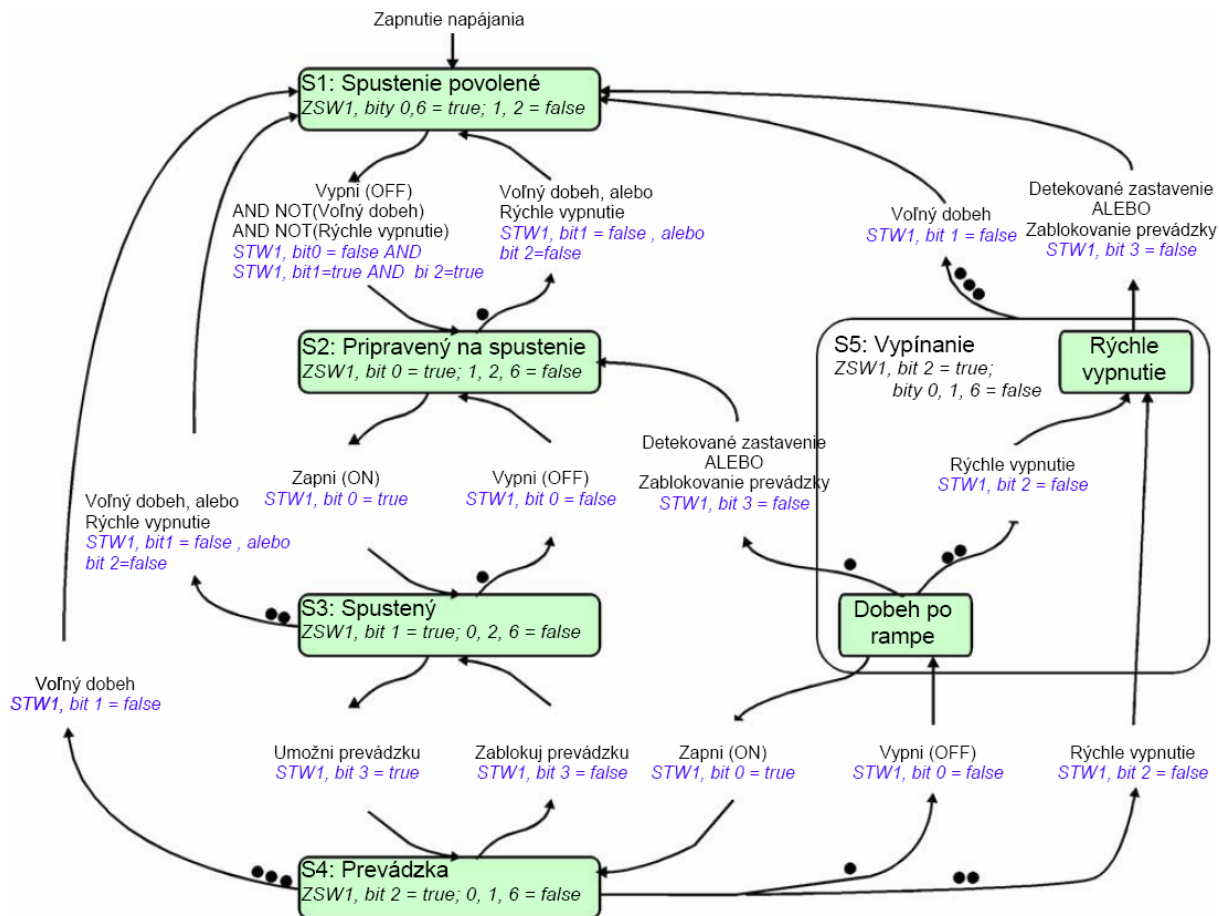 Zapnutie napájania
S1: Spustenie povolené
ZSW1, bity 0,6 = true; 1, 2 = false
Vypni (OFF)
AND NOT(Voľný dobeh)
AND NOT(Rýchle vypnutie)
STW1, bit0 = false AND
STW1, bit1=true AND bi 2=true
Voľný dobeh, alebo
Rýchle vypnutie
STW1, bit1 = false , alebo
bit 2=false
Voľný dobeh
STW1, bit 1 = false
Detekované zastavenie
ALEBO
Zablokovanie prevádzky
STW1, bit 3 = false
S2: Pripravený na spustenie
ZSW1, bit 0 = true; 1, 2, 6 = false
S5: Vypínanie
ZSW1, bit 2 = true;
bity 0, 1, 6 = false
Rýchle
vypnutie
Zapni (ON)
STW1, bit 0 = true
Vypni (OFF)
STW1, bit 0 = false
Detekované zastavenie
ALEBO
Zablokovanie prevádzky
STW1, bit 3 = false
Rýchle vypnutie
STW1, bit 2 = false
Voľný dobeh, alebo
Rýchle vypnutie
STW1, bit1 = false , alebo
bit 2=false
S3: Spustený
ZSW1, bit 1 = true; 0, 2, 6 = false
Dobeh po
rampe
Voľný dobeh
STW1, bit 1 = false
Umožni prevádzku
STW1, bit 3 = true
Zablokuj prevádzku
STW1, bit 3 = false
Zapni (ON)
STW1, bit 0 = true
Vypni (OFF)
STW1, bit 0 = false
Rýchle vypnutie
STW1, bit 2 = false
S4: Prevádzka
ZSW1, bit 2 = true; 0, 1, 6 = false